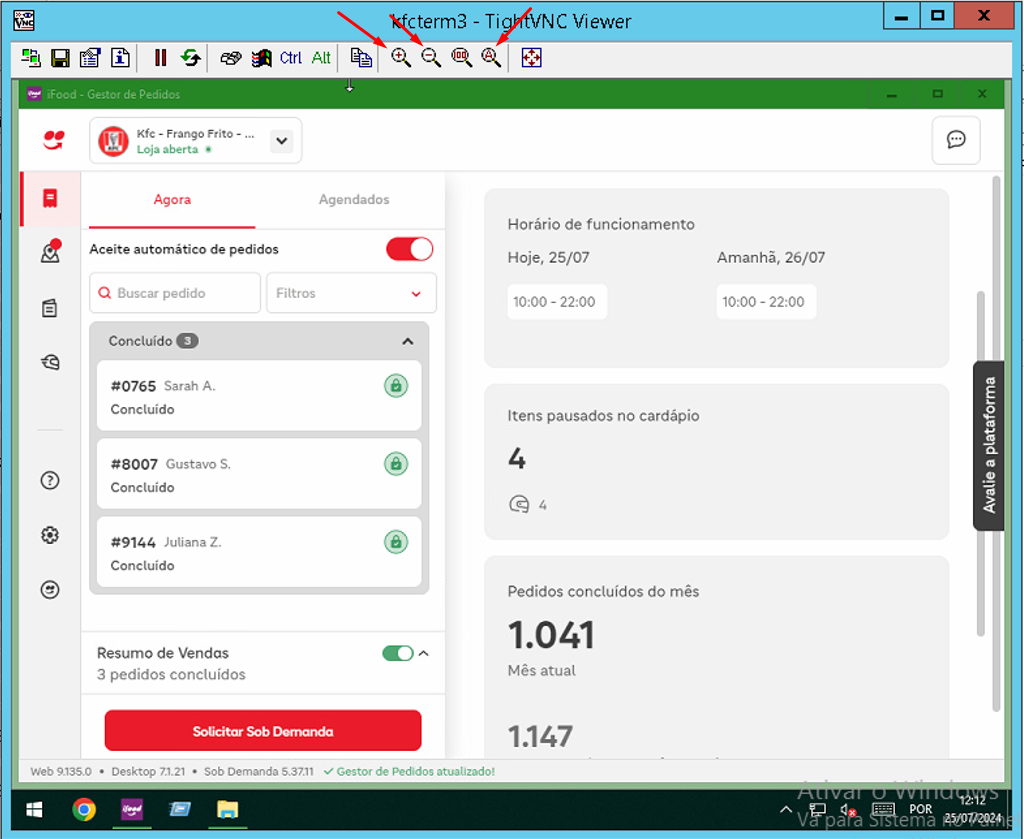 kfcterm3 - TightVNC Viewer
Ctrl Alt
iFood - Gestor de Pedidos
Kfc - Frango Frito - ...
Loja aberta
Agora
Agendados
Aceite automático de pedidos
Buscar pedido
Filtros
Concluído 3
#0765 Sarah A.
Concluído
#8007 Gustavo S.
Concluído
#9144 Juliana Z.
Concluído
Resumo de Vendas
3 pedidos concluídos
Solicitar Sob Demanda
Horário de funcionamento
Hoje, 25/07
Amanhã, 26/07
10:00 - 22:00
10:00 - 22:00
Itens pausados no cardápio
4
4
Pedidos concluídos do mês
1.041
Mês atual
1.147
Avalie a plataforma
Web 9.135.0 • Desktop 7.1.21 • Sob Demanda 5.37.11 ✓ Gestor de Pedidos atualizado!
Ativar o Windows
Vá para Sistema no
POR
12:12
25/07/2024